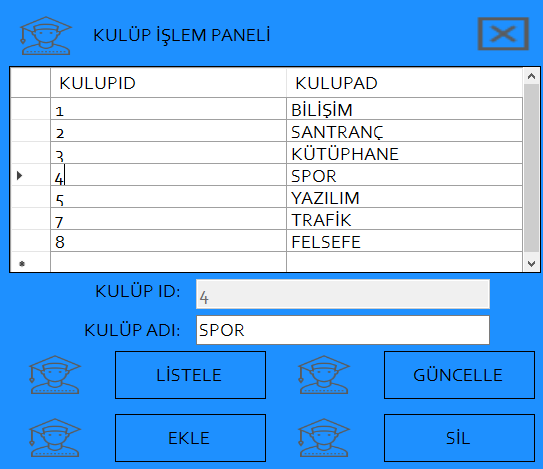 KULÜP İŞLEM PANELİ
KULUPID KULUPAD
1 BİLİŞİM
2 SANTRANÇ
3 KÜTÜPHANE
4 SPOR
5 YAZILIM
7 TRAFİK
8 FELSEFE
KULÜP ID: 4
KULÜP ADI: SPOR
LİSTELE GÜNCELLE
EKLE SİL